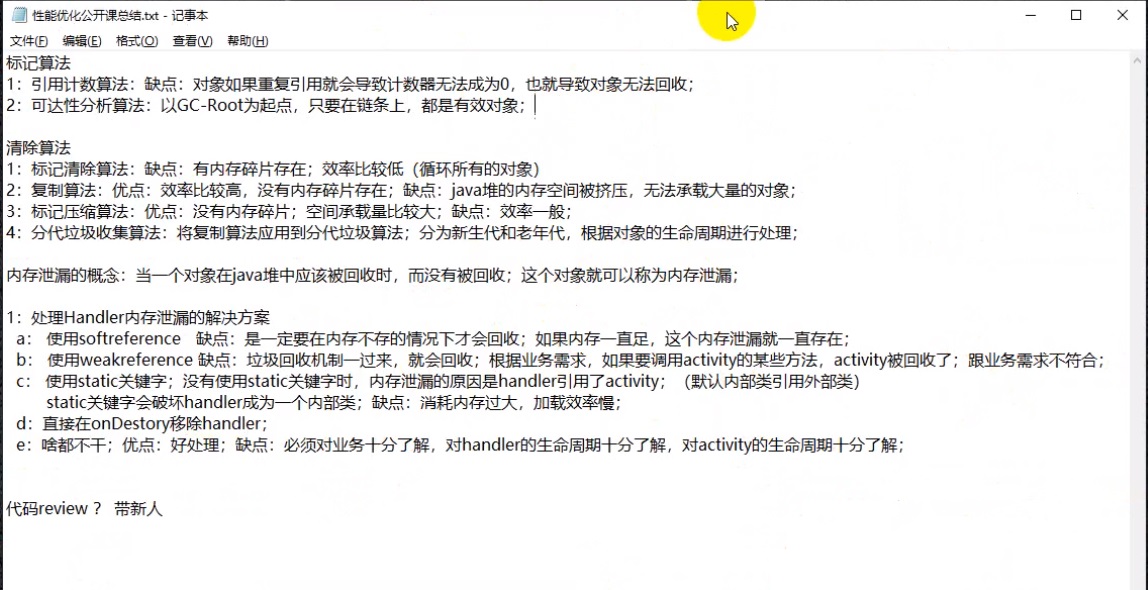 性能优化公开课总结.txt - 记事本
文件(F) 编辑(E) 格式(O) 查看(V) 帮助(H)
标记算法
1：引用计数算法：缺点：对象如果重复引用就会导致计数器无法成为0，也就导致对象无法回收；
2：可达性分析算法：以GC-Root为起点，只要在链条上，都是有效对象；
清除算法
1：标记清除算法：缺点：有内存碎片存在；效率比较低（循环所有的对象）
2：复制算法：优点：效率比较高，没有内存碎片存在；缺点：java堆的内存空间被挤压，无法承载大量的对象；
3：标记压缩算法：优点：没有内存碎片；空间承载量比较大；缺点：效率一般；
4：分代垃圾收集算法：将复制算法应用到分代垃圾算法；分为新生代和老年代，根据对象的生命周期进行处理；
内存泄漏的概念：当一个对象在java堆中应该被回收时，而没有被回收；这个对象就可以称为内存泄漏；
1：处理Handler内存泄漏的解决方案
a： 使用softreference 缺点：是一定要在内存不存的情况下才会回收；如果内存一直足，这个内存泄漏就一直存在；
b： 使用weakreference 缺点：垃圾回收机制一过来，就会回收；根据业务需求，如果要调用activity的某些方法，activity被回收了；跟业务需求不符合；
c： 使用static关键字；没有使用static关键字时，内存泄漏的原因是handler引用了activity；（默认内部类引用外部类）
static关键字会破坏handler成为一个内部类；缺点：消耗内存过大，加载效率慢；
d：直接在onDestory移除handler；
e：啥都不干；优点：好处理；缺点：必须对业务十分了解，对handler的生命周期十分了解，对activity的生命周期十分了解；
代码review ？ 带新人